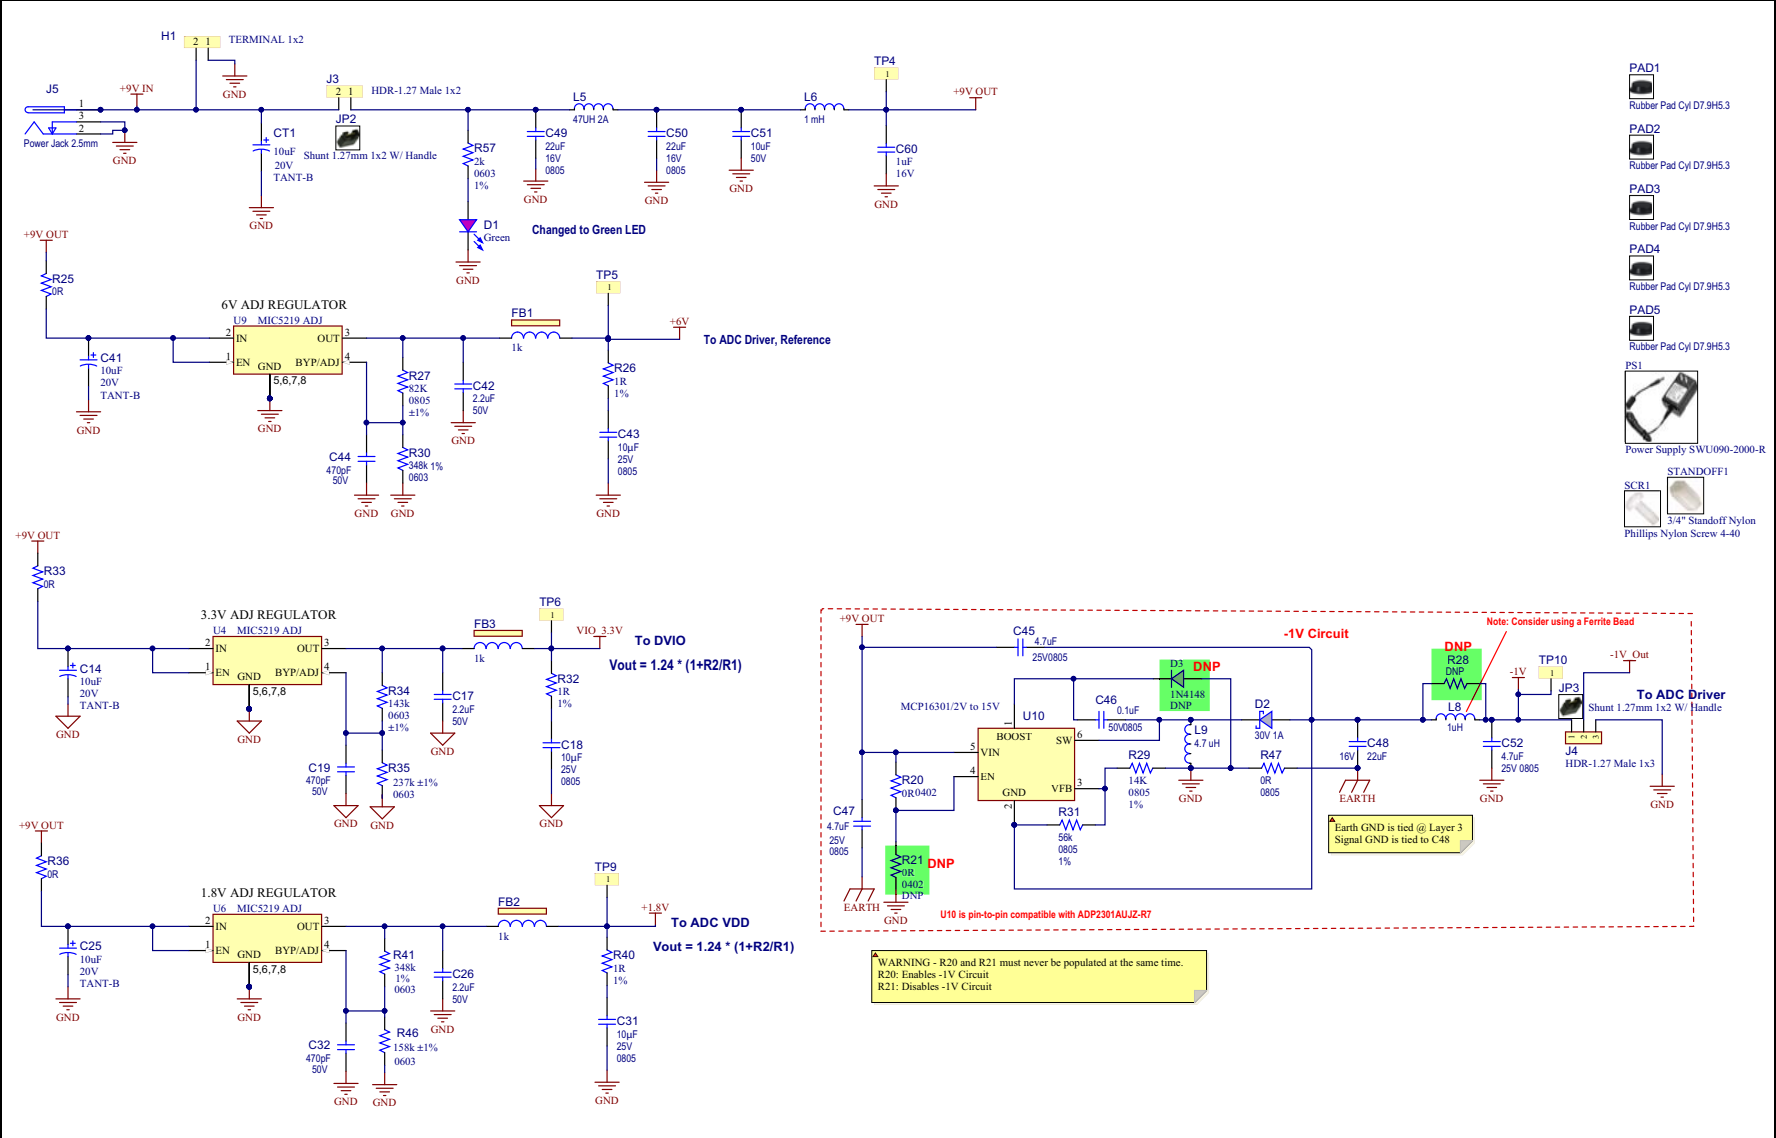 H1
2 1
TERMINAL 1x2
GND
J5
1
3
2
Power Jack 2.5mm
GND
+9V IN
CT1
10uF
20V
TANT-B
GND
J3
2 1
HDR-1.27 Male 1x2
JP2
Shunt 1.27mm 1x2 W/ Handle
R57
2k
0603
1%
D1
Green
GND
Changed to Green LED
C49
22uF
16V
0805
GND
L5
47UH 2A
C50
22uF
16V
0805
GND
C51
10uF
50V
GND
L6
1 mH
TP4
1
+9V OUT
C60
1uF
16V
GND
PAD1
Rubber Pad Cyl D7.9H5.3
PAD2
Rubber Pad Cyl D7.9H5.3
PAD3
Rubber Pad Cyl D7.9H5.3
PAD4
Rubber Pad Cyl D7.9H5.3
PAD5
Rubber Pad Cyl D7.9H5.3
PS1
Power Supply SWU090-2000-R
STANDOFF1
SCR1
3/4" Standoff Nylon
Phillips Nylon Screw 4-40
+9V OUT
R25
0R
C41
10uF
20V
TANT-B
GND
6V ADJ REGULATOR
U9 MIC5219 ADJ
2
IN
OUT
3
1
EN
GND
BYP/ADJ
4
5,6,7,8
GND
R27
82K
0805
±1%
C44
470pF
50V
GND
R30
348k 1%
0603
GND
C42
2.2uF
50V
GND
FB1
1k
TP5
1
+6V
To ADC Driver, Reference
R26
1R
1%
C43
10µF
25V
0805
GND
+9V OUT
R33
0R
C14
10uF
20V
TANT-B
GND
3.3V ADJ REGULATOR
U4 MIC5219 ADJ
2
IN
OUT
3
1
EN
GND
BYP/ADJ
4
5,6,7,8
GND
R34
143k
0603
±1%
C19
470pF
50V
GND
R35
237k ±1%
0603
GND
C17
2.2uF
50V
GND
FB3
1k
TP6
1
VIO_3.3V
To DVIO
Vout = 1.24 * (1+R2/R1)
R32
1R
1%
C18
10µF
25V
0805
GND
+9V OUT
R36
0R
C25
10uF
20V
TANT-B
GND
1.8V ADJ REGULATOR
U6 MIC5219 ADJ
2
IN
OUT
3
1
EN
GND
BYP/ADJ
4
5,6,7,8
GND
R41
348k
1%
0603
C32
470pF
50V
GND
R46
158k ±1%
0603
GND
C26
2.2uF
50V
GND
FB2
1k
TP9
1
+1.8V
To ADC VDD
Vout = 1.24 * (1+R2/R1)
R40
1R
1%
C31
10µF
25V
0805
GND
+9V OUT
C45
4.7uF
25V0805
-1V Circuit
Note: Consider using a Ferrite Bead
D3
DNP
1N4148
DNP
MCP16301/2V to 15V
U10
1
BOOST
SW
6
5
VIN
4
EN
GND
VFB
3
2
C46
0.1uF
50V0805
L9
4.7 uH
GND
D2
30V 1A
R29
14K
0805
1%
R47
0R
0805
R31
56k
0805
1%
R20
0R0402
C47
4.7uF
25V
0805
EARTH
R21
0R
0402
DNP
DNP
GND
C48
16V
22uF
EARTH
DNP
R28
DNP
L8
1uH
C52
4.7uF
25V 0805
GND
-1V
TP10
1
-1V_Out
JP3
To ADC Driver
Shunt 1.27mm 1x2 W/ Handle
1 2 3
J4
HDR-1.27 Male 1x3
GND
Earth GND is tied @ Layer 3
Signal GND is tied to C48
U10 is pin-to-pin compatible with ADP2301AUJZ-R7
WARNING - R20 and R21 must never be populated at the same time.
R20: Enables -1V Circuit
R21: Disables -1V Circuit